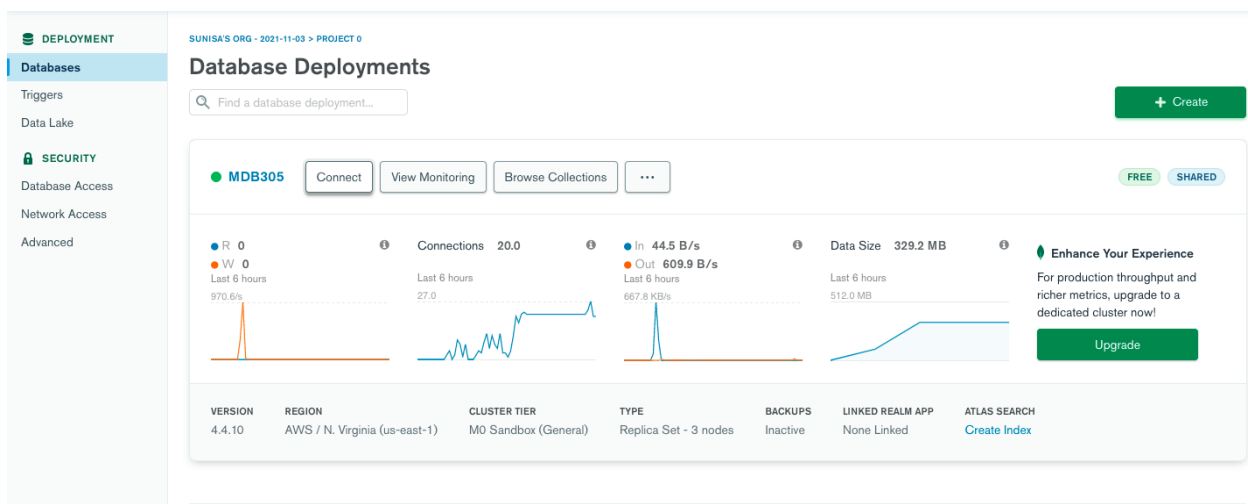 DEPLOYMENT
Databases
Triggers
Data Lake
SECURITY
Database Access
Network Access
Advanced
SUNISA'S ORG - 2021-11-03 > PROJECT 0
Database Deployments
Find a database deployment...
+ Create
MDB305
Connect
View Monitoring
Browse Collections
...
FREE
SHARED
R 0
W 0
Last 6 hours
970.6/s
Connections 20.0
Last 6 hours
27.0
In 44.5 B/s
Out 609.9 B/s
Last 6 hours
667.8 KB/s
Data Size 329.2 MB
Last 6 hours
512.0 MB
Enhance Your Experience
For production throughput and
richer metrics, upgrade to a
dedicated cluster now!
Upgrade
VERSION
4.4.10
REGION
AWS / N. Virginia (us-east-1)
CLUSTER TIER
M0 Sandbox (General)
TYPE
Replica Set - 3 nodes
BACKUPS
Inactive
LINKED REALM APP
None Linked
ATLAS SEARCH
Create Index